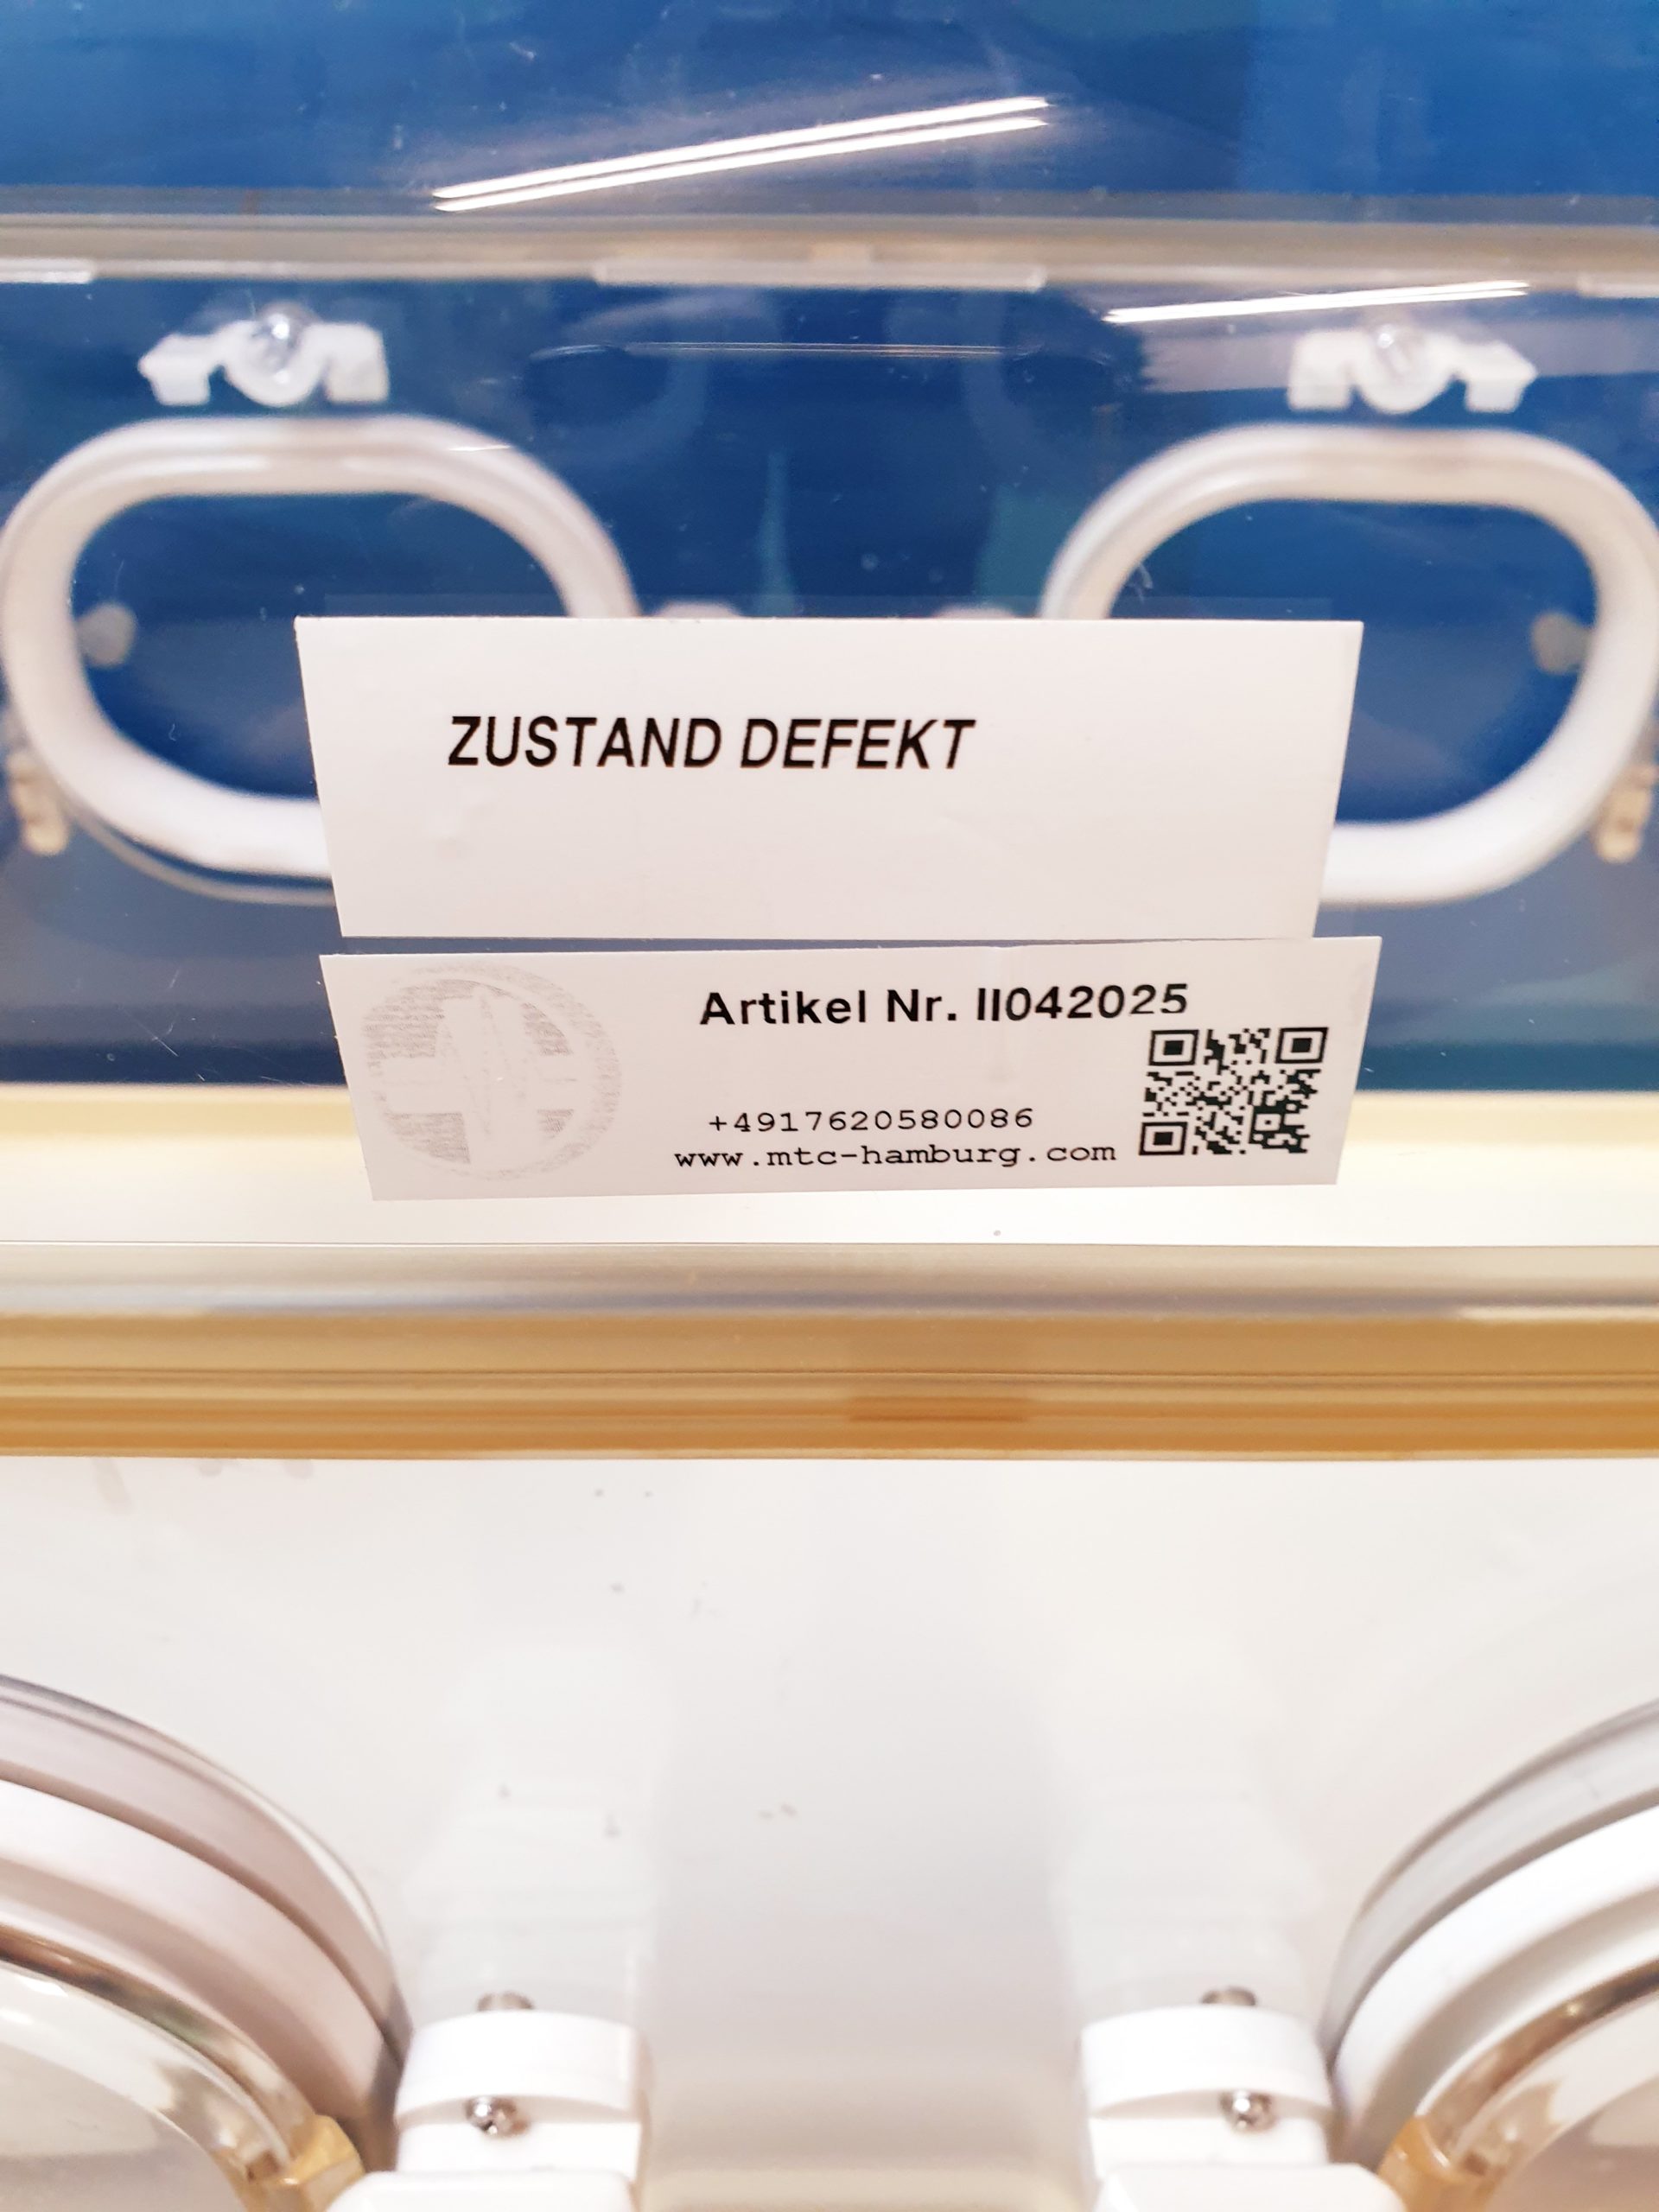 ZUSTAND DEFEKT
Artikel Nr. II042025
+4917620580086
www.mtc-hamburg.com